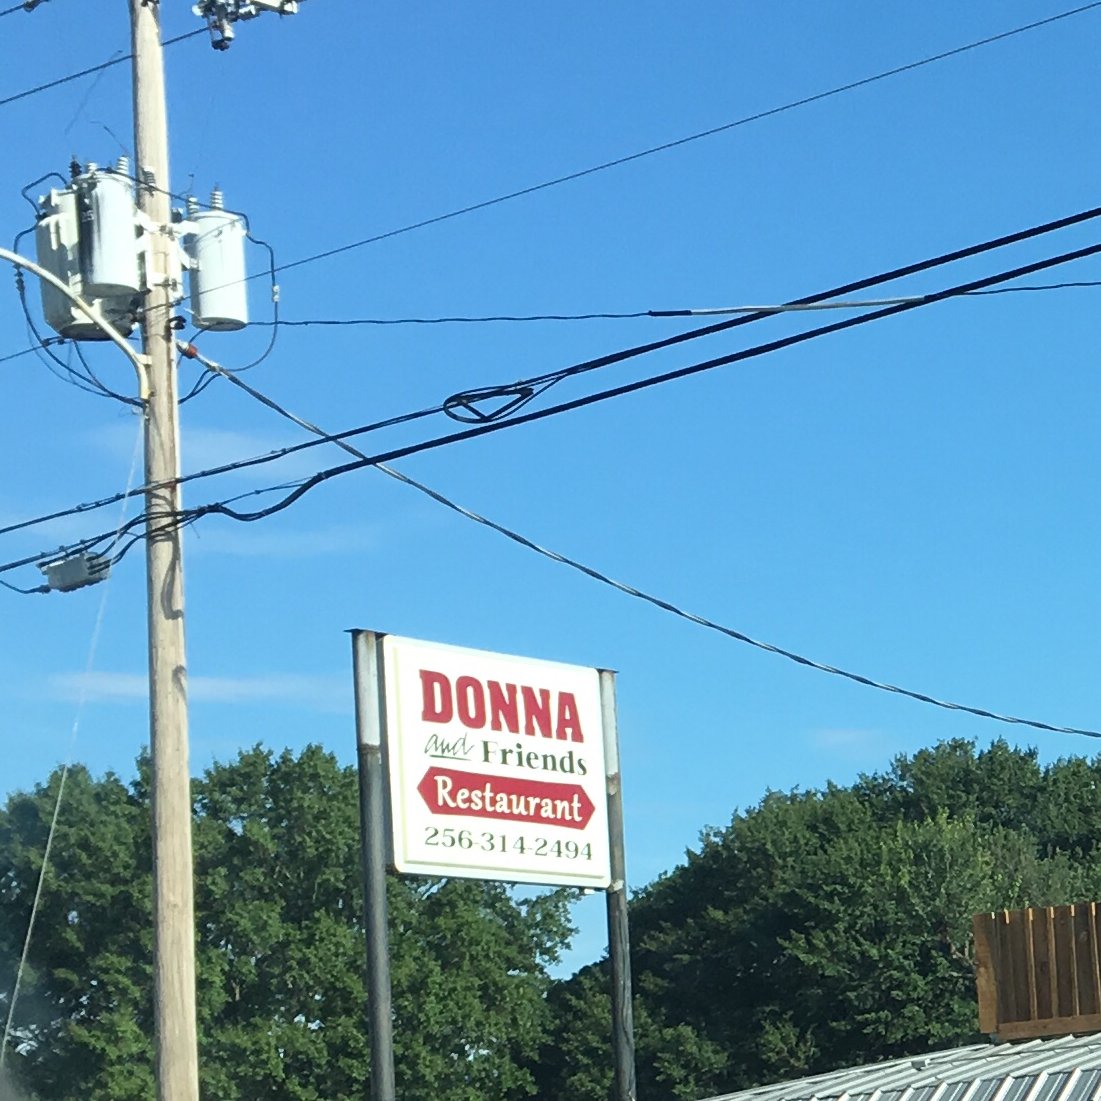 DONNA
and Friends
Restaurant
256-314-2494